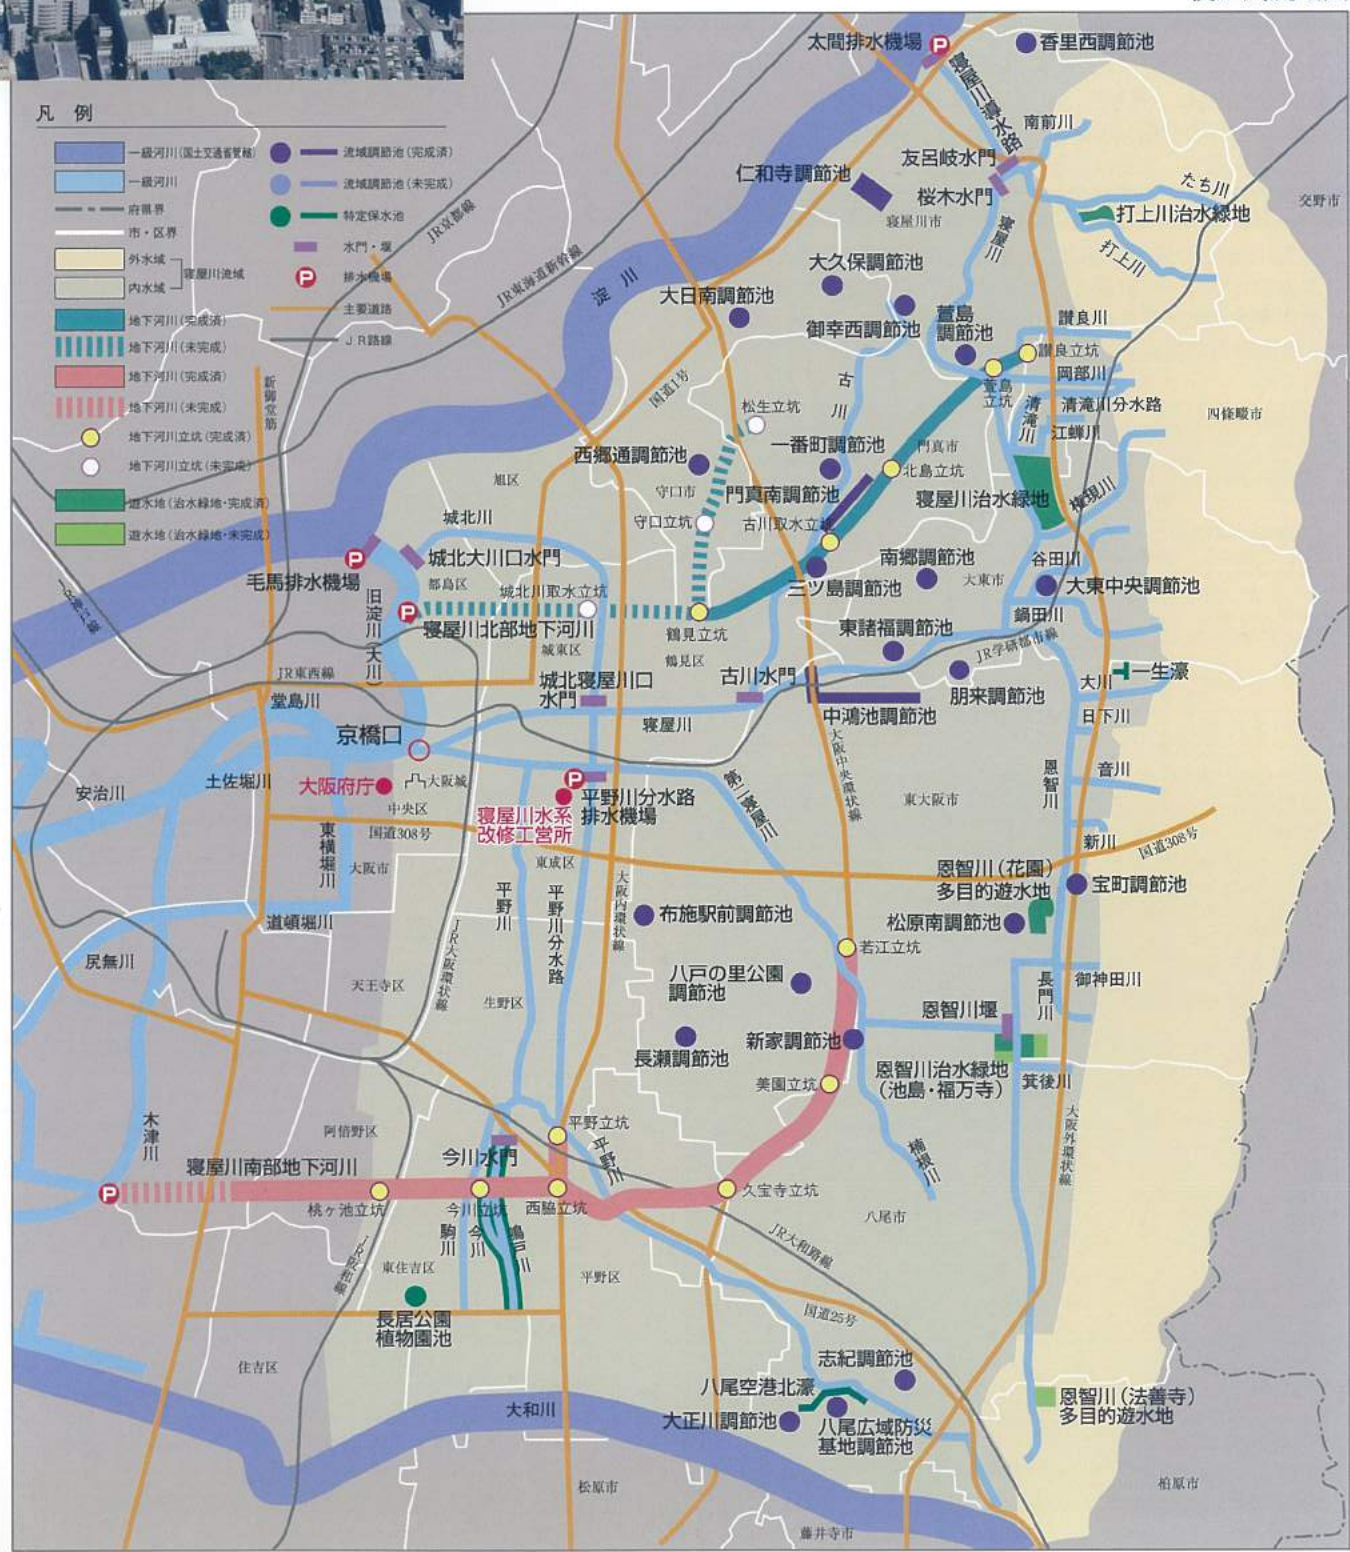 太間排水機場
香里西調節池
寝屋川導水路
南前川
凡 例
一級河川(国土交通省管轄)
一級河川
府県界
市・区界
外水域
内水域
寝屋川流域
地下河川(完成済)
地下河川(未完成)
地下河川(完成済)
地下河川(未完成)
地下河川立坑(完成済)
地下河川立坑(未完成)
遊水地(治水緑地・完成済)
遊水地(治水緑地・未完成)
流域調節池(完成済)
流域調節池(未完成)
特定保水池
水門・堰
P
排水機場
主要道路
JR路線
友呂岐水門
仁和寺調節池
桜木水門
寝屋川市
寝屋川
たち川
打上川治水緑地
打上川
交野市
JR京都線
JR東海道新幹線
淀川
大久保調節池
大日南調節池
御幸西調節池
萱島
調節池
讃良川
讃良立坑
岡部川
萱島
立坑
清滝川
清滝川分水路
江蝉川
四條畷市
新御堂筋
国道1号
古川
松生立坑
一番町調節池
門真市
西郷通調節池
北島立坑
旭区
守口市
門真南調節池
寝屋川治水緑地
権現川
城北川
守口立坑
古川取水立坑
谷田川
南郷調節池
大東市
大東中央調節池
毛馬排水機場
城北大川口水門
都島区
城北川取水立坑
三ツ島調節池
鍋田川
旧淀川(大川)
寝屋川北部地下河川
鶴見立坑
東諸福調節池
JR学研都市線
城東区
鶴見区
JR東西線
城北寝屋川口
水門
古川水門
朋来調節池
大川
一生濠
堂島川
寝屋川
中鴻池調節池
日下川
京橋口
大阪中央環状線
土佐堀川
大阪府庁
大阪城
安治川
中央区
平野川分水路
排水機場
第二寝屋川
東大阪市
恩智川
音川
寝屋川水系
改修工営所
国道308号
東横堀川
大阪市
東成区
新川
国道308号
恩智川(花園)
多目的遊水地
宝町調節池
平野川
平野川分水路
大阪内環状線
布施駅前調節池
松原南調節池
道頓堀川
JR大阪環状線
若江立坑
尻無川
天王寺区
生野区
八戸の里公園
調節池
長門川
御神田川
恩智川堰
長瀬調節池
新家調節池
恩智川治水緑地
(池島・福万寺)
箕後川
美園立坑
木津川
阿倍野区
平野立坑
平野川
楠根川
大阪外環状線
寝屋川南部地下河川
今川水門
桃ヶ池立坑
今川立坑
西脇立坑
久宝寺立坑
八尾市
駒川
今川
鳴戸川
JR大和路線
JR阪和線
東住吉区
平野区
長居公園
植物園池
国道25号
住吉区
志紀調節池
八尾空港北濠
恩智川(法善寺)
多目的遊水地
大和川
大正川調節池
八尾広域防災
基地調節池
松原市
柏原市
藤井寺市